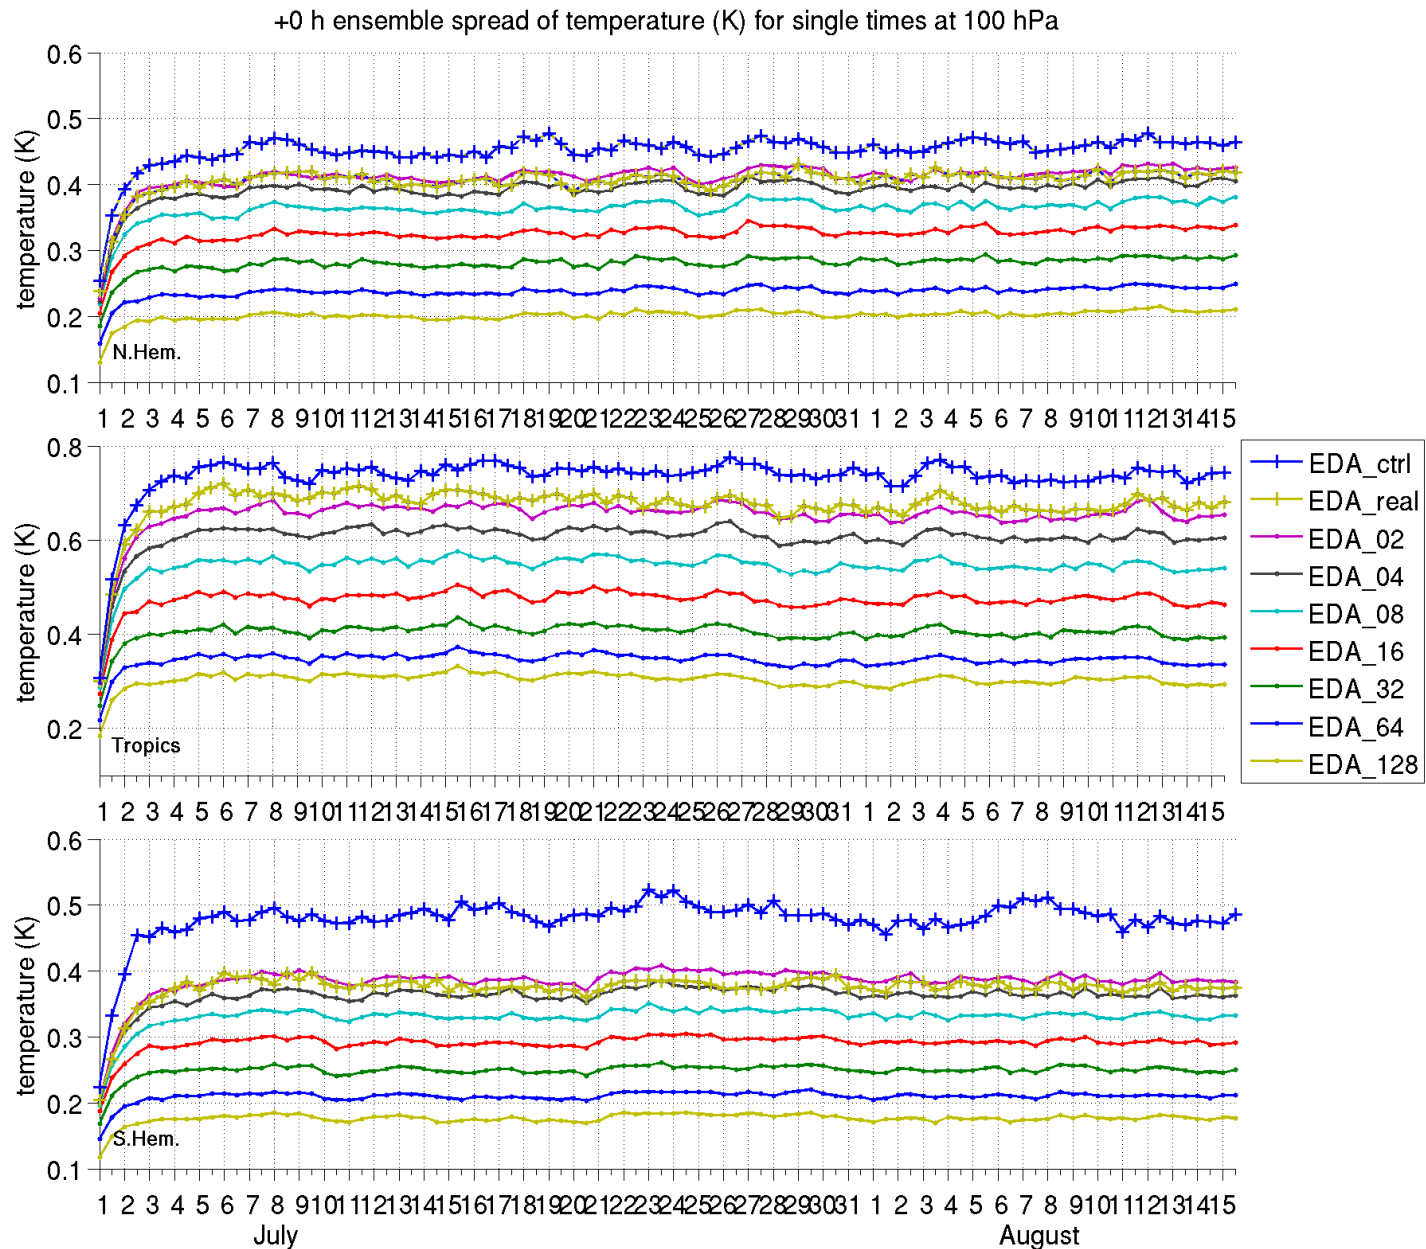 +0 h ensemble spread of temperature (K) for single times at 100 hPa
temperature (K)
0.6
0.5
0.4
0.3
0.2
0.1
N.Hem.
1 2 3 4 5 6 7 8 9 10 11 12 13 14 15 16 17 18 19 20 21 22 23 24 25 26 27 28 29 30 31 1 2 3 4 5 6 7 8 9 10 11 12 13 14 15
temperature (K)
0.8
0.6
0.4
0.2
Tropics
1 2 3 4 5 6 7 8 9 10 11 12 13 14 15 16 17 18 19 20 21 22 23 24 25 26 27 28 29 30 31 1 2 3 4 5 6 7 8 9 10 11 12 13 14 15
EDA_ctrl
EDA_real
EDA_02
EDA_04
EDA_08
EDA_16
EDA_32
EDA_64
EDA_128
temperature (K)
0.6
0.5
0.4
0.3
0.2
0.1
S.Hem.
1 2 3 4 5 6 7 8 9 10 11 12 13 14 15 16 17 18 19 20 21 22 23 24 25 26 27 28 29 30 31 1 2 3 4 5 6 7 8 9 10 11 12 13 14 15
July August